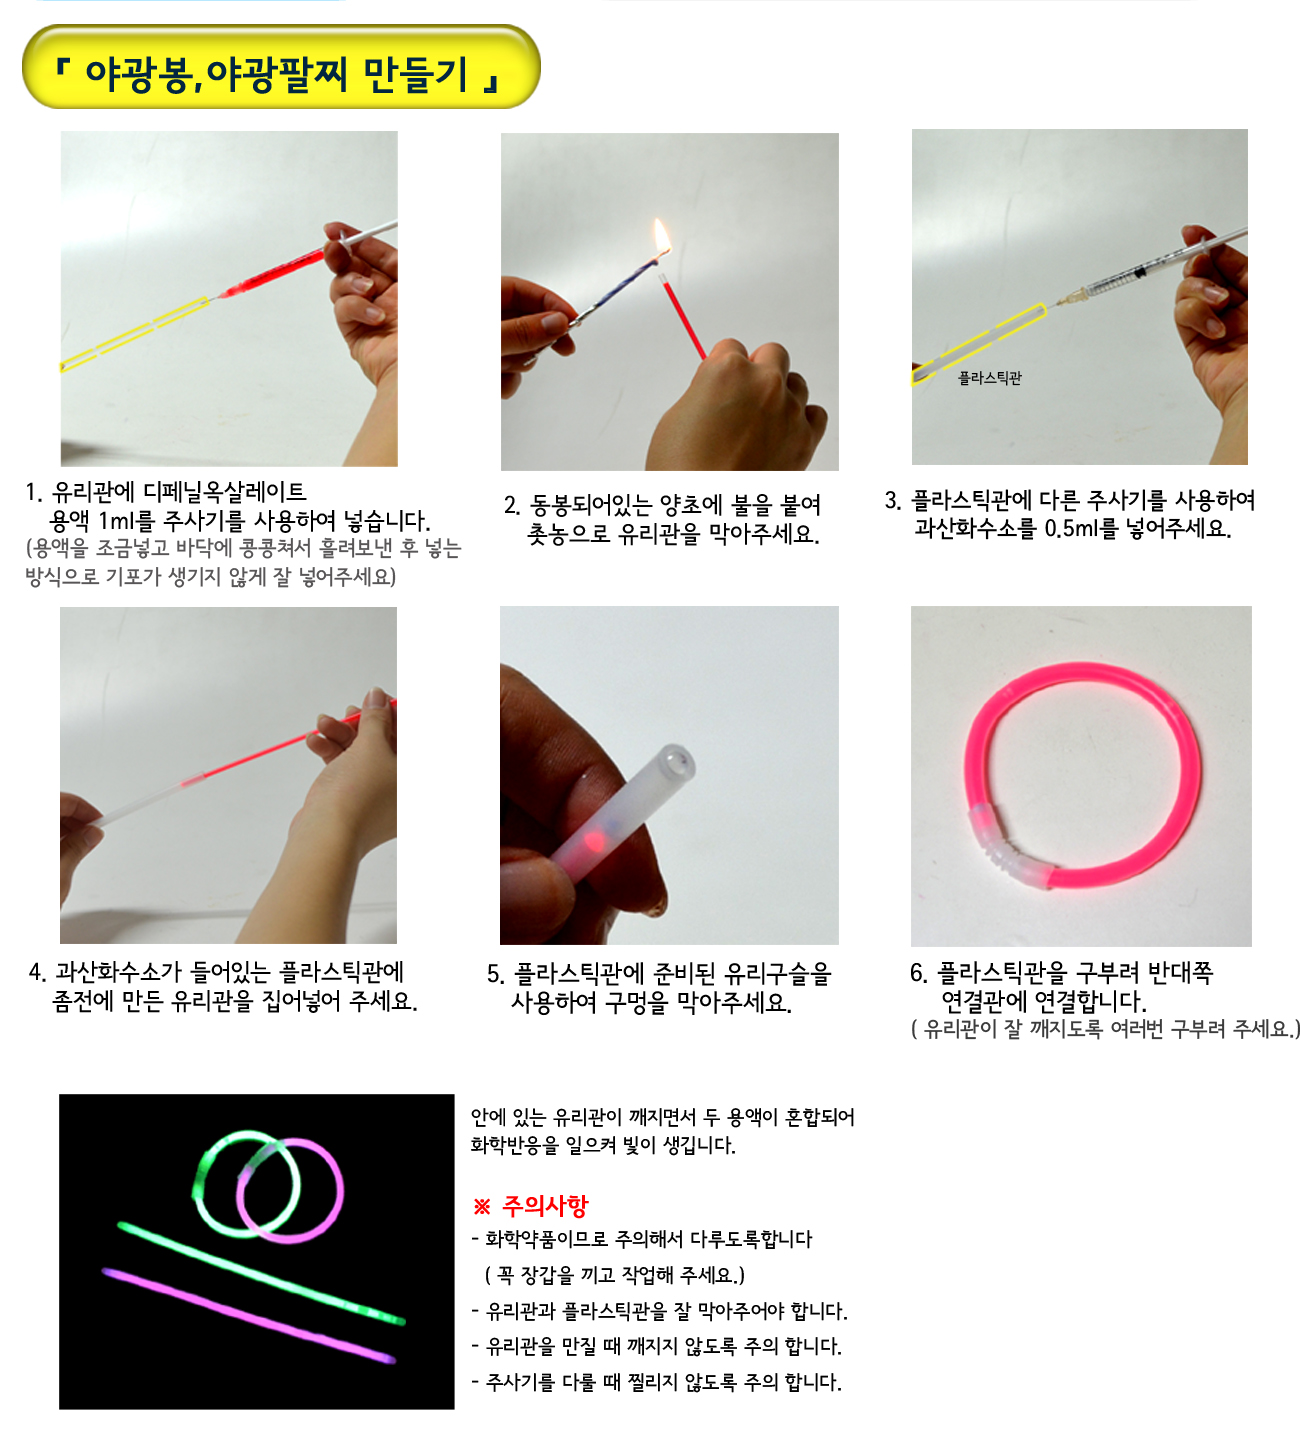 『 야광봉,야광팔찌 만들기 』
플라스틱관
1. 유리관에 디페닐옥살레이트
용액 1ml를 주사기를 사용하여 넣습니다.
(용액을 조금넣고 바닥에 콩콩쳐서 흘려보낸 후 넣는
방식으로 기포가 생기지 않게 잘 넣어주세요)
2. 동봉되어있는 양초에 불을 붙여
촛농으로 유리관을 막아주세요.
3. 플라스틱관에 다른 주사기를 사용하여
과산화수소를 0.5ml를 넣어주세요.
4. 과산화수소가 들어있는 플라스틱관에
좀전에 만든 유리관을 집어넣어 주세요.
5. 플라스틱관에 준비된 유리구슬을
사용하여 구멍을 막아주세요.
6. 플라스틱관을 구부려 반대쪽
연결관에 연결합니다.
( 유리관이 잘 깨지도록 여러번 구부려 주세요.)
안에 있는 유리관이 깨지면서 두 용액이 혼합되어
화학반응을 일으켜 빛이 생깁니다.
※ 주의사항
- 화학약품이므로 주의해서 다루도록합니다
( 꼭 장갑을 끼고 작업해 주세요.)
- 유리관과 플라스틱관을 잘 막아주어야 합니다.
- 유리관을 만질 때 깨지지 않도록 주의 합니다.
- 주사기를 다룰 때 찔리지 않도록 주의 합니다.